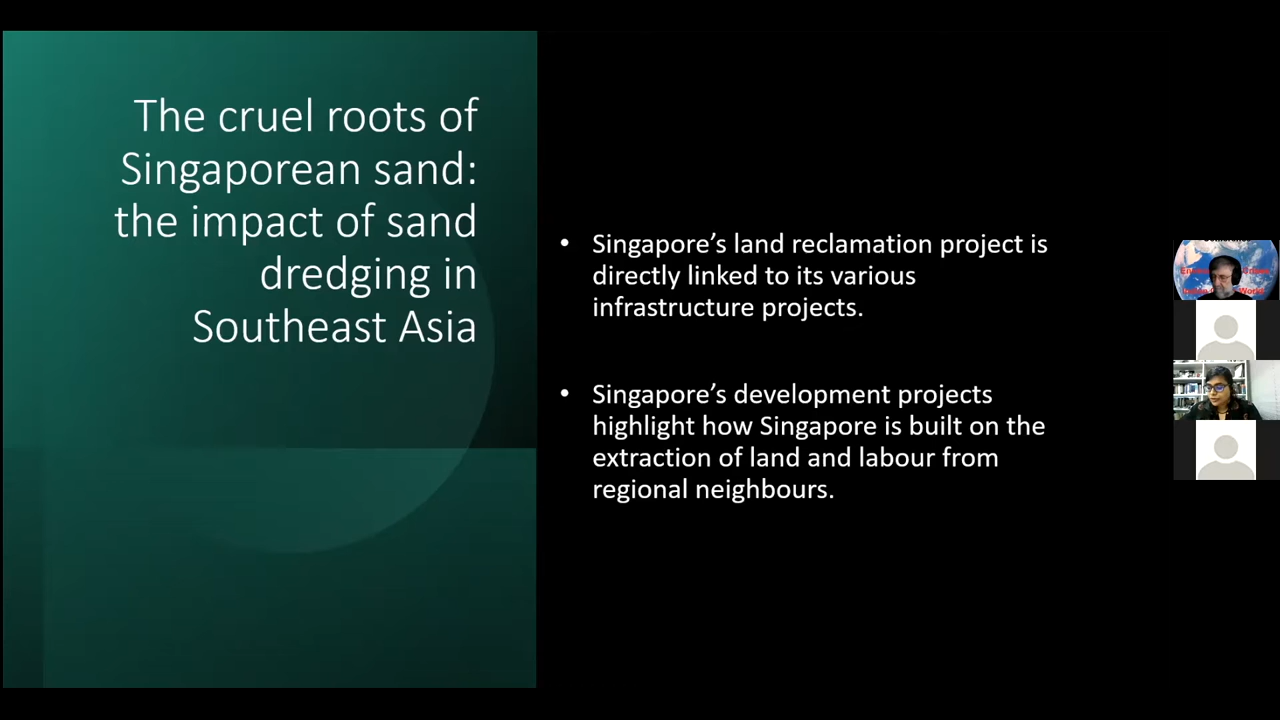 The cruel roots of
Singaporean sand:
the impact of sand
dredging in
Southeast Asia
• Singapore’s land reclamation project is
directly linked to its various
infrastructure projects.
• Singapore’s development projects
highlight how Singapore is built on the
extraction of land and labour from
regional neighbours.